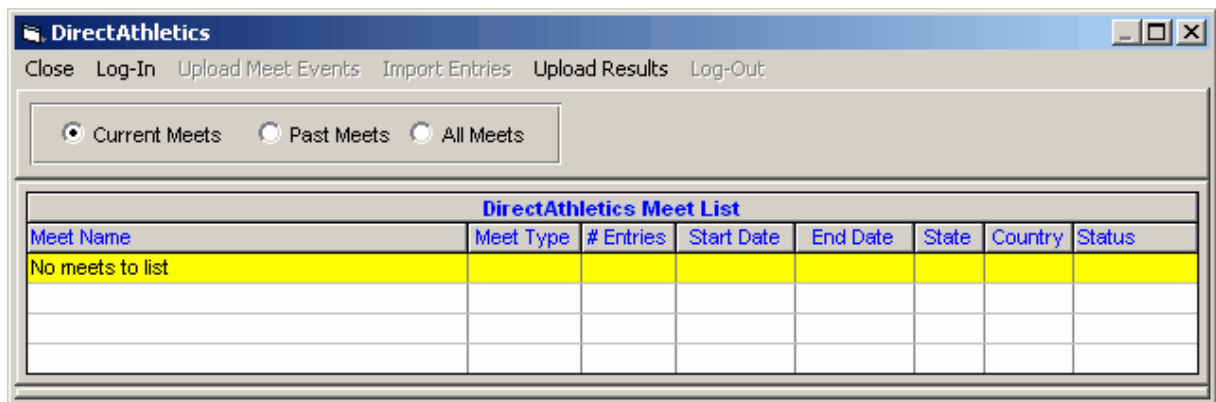 DirectAthletics
Close Log-In Upload Meet Events Import Entries Upload Results Log-Out
Current Meets Past Meets All Meets
DirectAthletics Meet List
Meet Name Meet Type # Entries Start Date End Date State Country Status
No meets to list